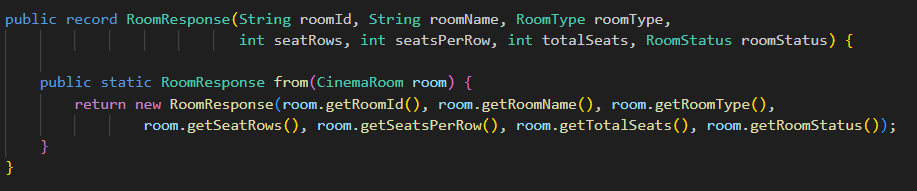 public record RoomResponse(String roomId, String roomName, RoomType roomType,
int seatRows, int seatsPerRow, int totalSeats, RoomStatus roomStatus) {
public static RoomResponse from(CinemaRoom room) {
return new RoomResponse(room.getRoomId(), room.getRoomName(), room.getRoomType(),
room.getSeatRows(), room.getSeatsPerRow(), room.getTotalSeats(), room.getRoomStatus());
}
}